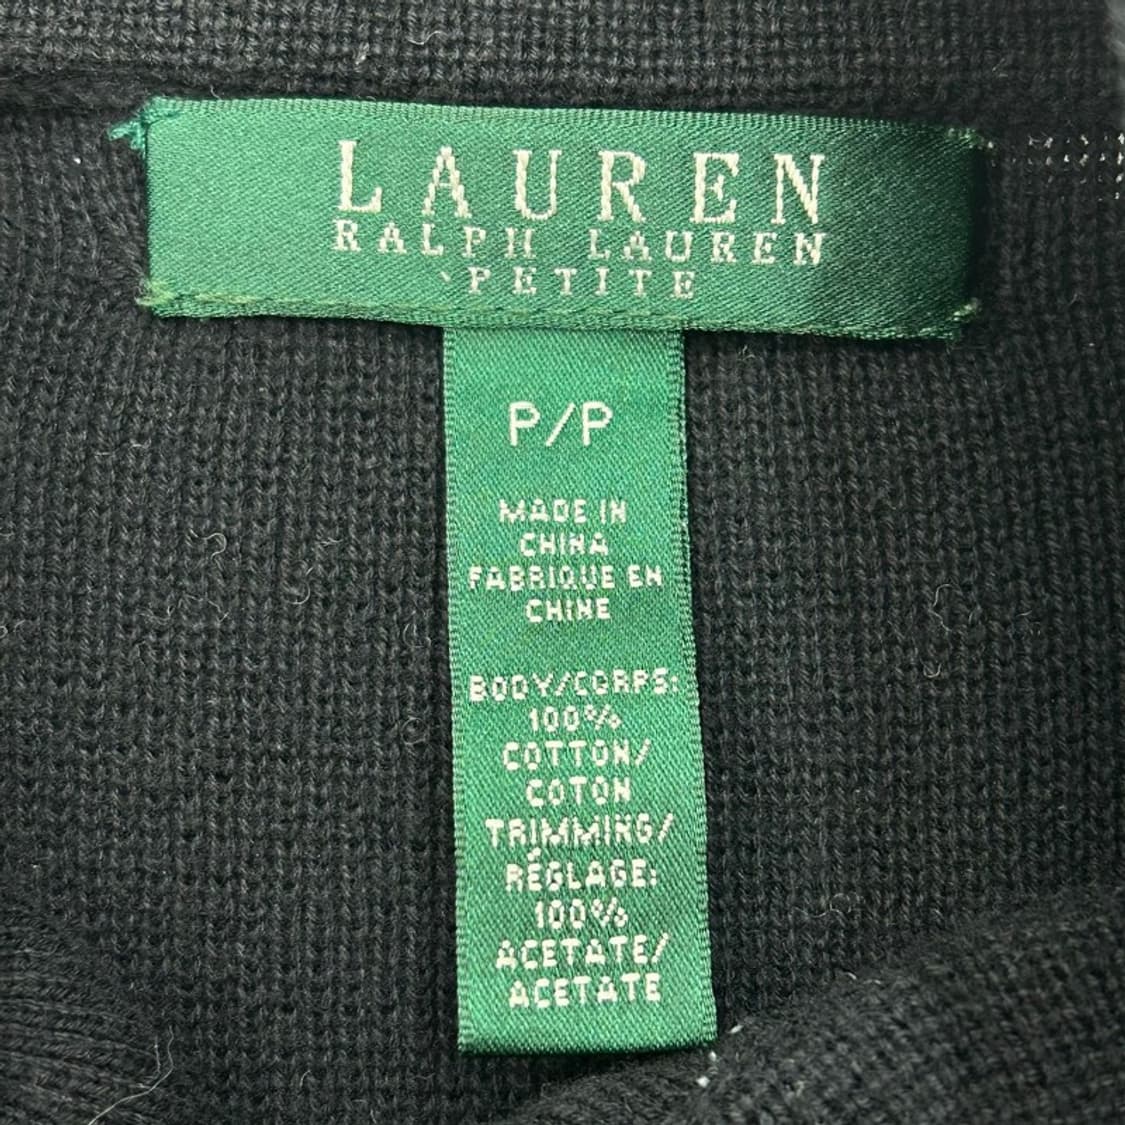 LAUREN
RALPH LAUREN
PETITE
P/P
MADE IN
CHINA
FABRIQUE EN
CHINE
BODY/CORPS:
100%
COTTON/
COTON
TRIMMING/
RÉGLAGE:
100%
ACETATE/
ACETATE